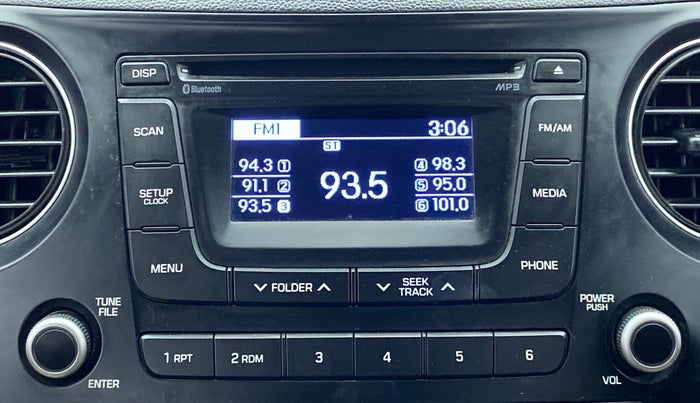 DISP
Bluetooth
MP3
SCAN
FM/AM
FM1
3:06
ST
94.3 1
4 98.3
91.1 2
93.5
5 95.0
93.5 3
6 101.0
SETUP
CLOCK
MEDIA
MENU
PHONE
FOLDER
SEEK
TRACK
TUNE
FILE
POWER
PUSH
1 RPT
2 RDM
3
4
5
6
ENTER
VOL